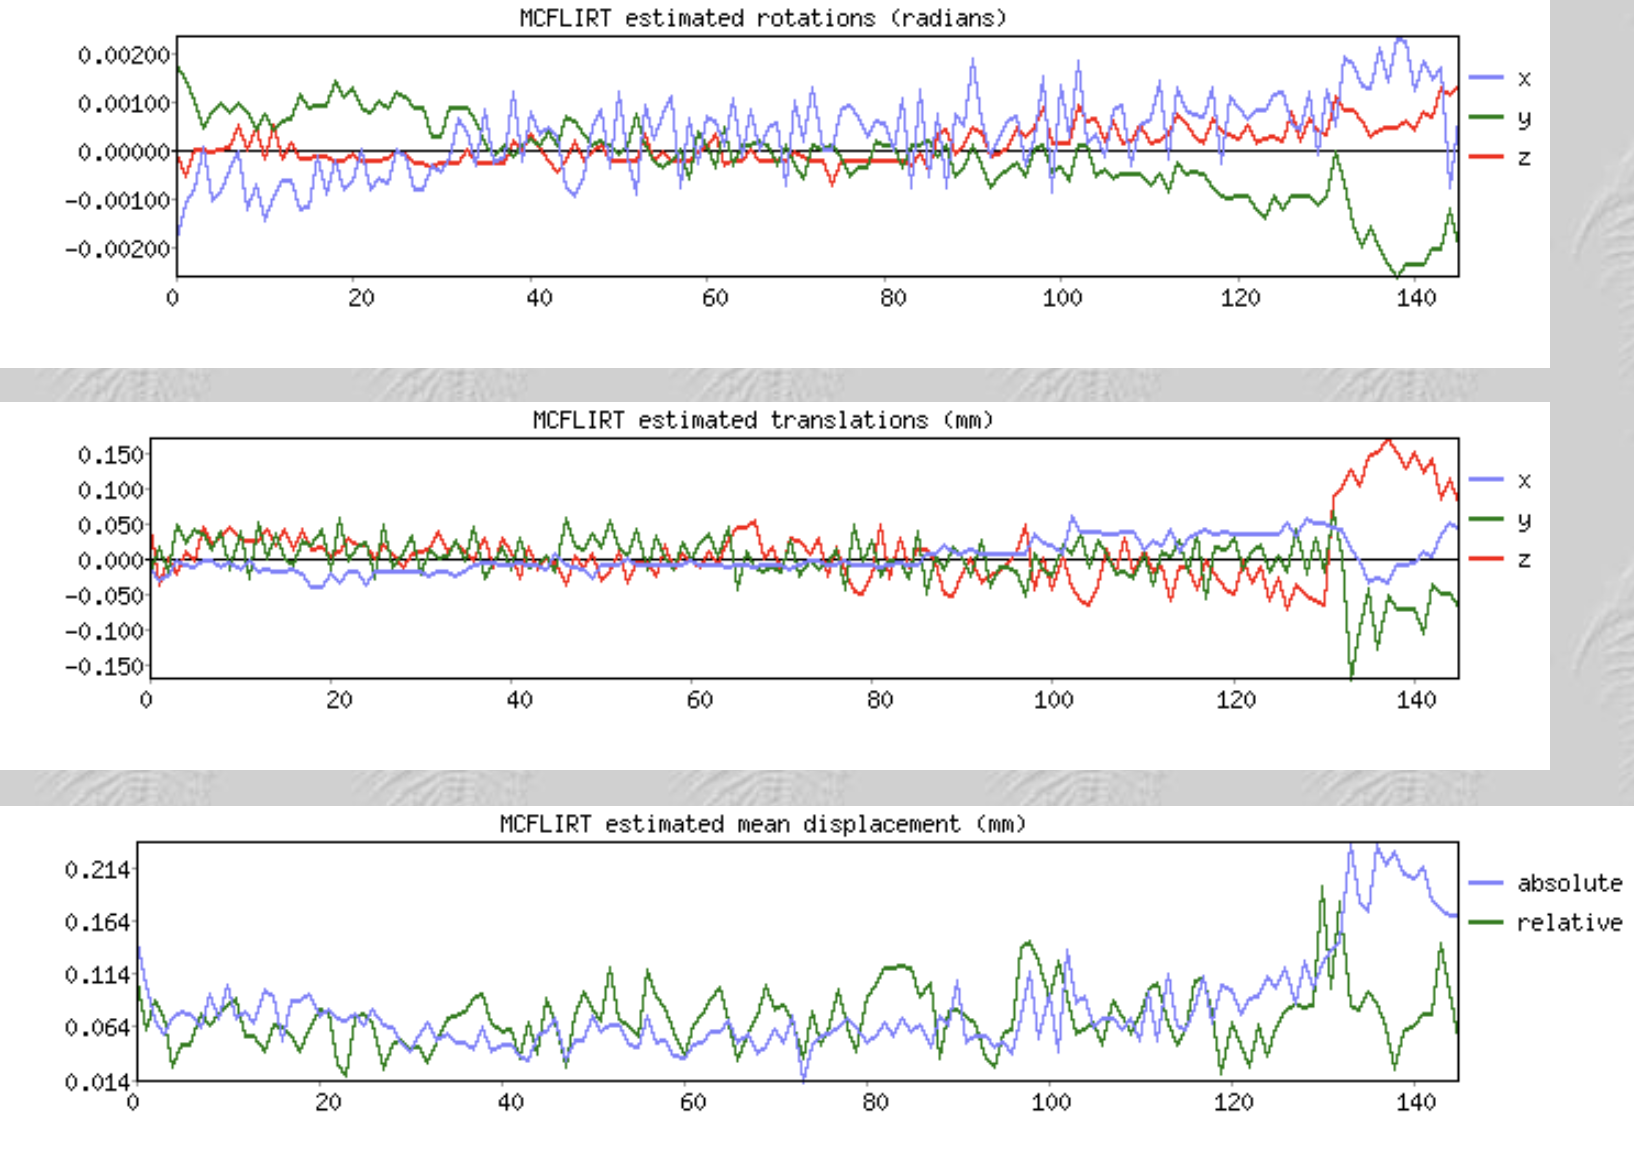 MCFLIRT estimated rotations (radians)
0.00200
0.00100
0.00000
-0.00100
-0.00200
0 20 40 60 80 100 120 140
x
y
z
MCFLIRT estimated translations (mm)
0.150
0.100
0.050
0.000
-0.050
-0.100
-0.150
0 20 40 60 80 100 120 140
x
y
z
MCFLIRT estimated mean displacement (mm)
0.214
0.164
0.114
0.064
0.014
0 20 40 60 80 100 120 140
absolute
relative